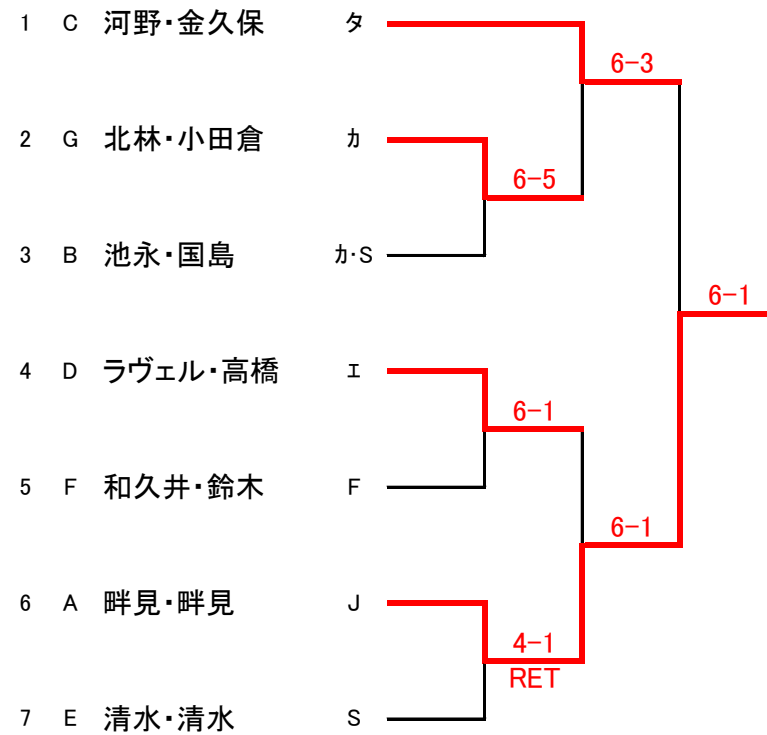 1 C 河野・金久保 タ
6-3
2 G 北林・小田倉 カ
6-5
3 B 池永・国島 カ・S
6-1
4 D ラヴェル・高橋 エ
6-1
5 F 和久井・鈴木 F
6-1
6 A 畔見・畔見 J
4-1
RET
7 E 清水・清水 S